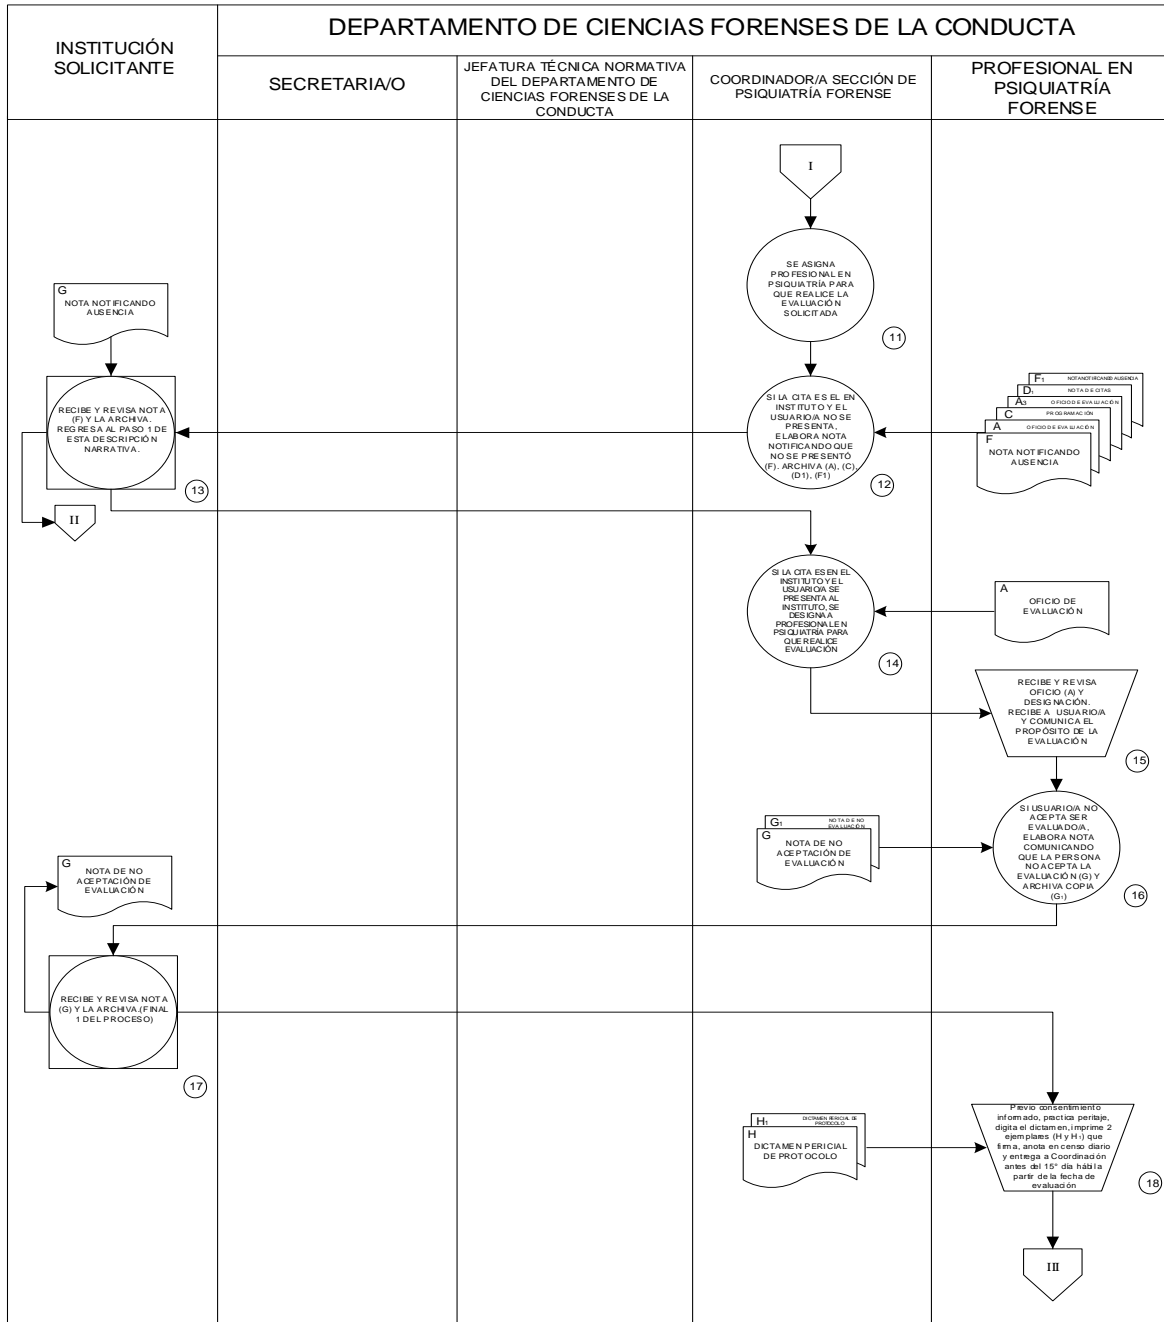 DEPARTAMENTO DE CIENCIAS FORENSES DE LA CONDUCTA
INSTITUCIÓN
SOLICITANTE
SECRETARIA/O
JEFATURA TÉCNICA NORMATIVA
DEL DEPARTAMENTO DE
CIENCIAS FORENSES DE LA
CONDUCTA
COORDINADOR/A SECCIÓN DE
PSIQUIATRÍA FORENSE
PROFESIONAL EN
PSIQUIATRÍA
FORENSE
I
SE ASIGNA
PROFESIONAL EN
PSIQUIATRÍA PARA
QUE REALICE LA
EVALUACIÓN
SOLICITADA
11
G
NOTA NOTIFICANDO
AUSENCIA
RECIBE Y REVISA NOTA
(F) Y LA ARCHIVA.
REGRESA AL PASO 1 DE
ESTA DESCRIPCIÓN
NARRATIVA.
13
II
SI LA CITA ES EL EN
INSTITUTO Y EL
USUARIO/A NO SE
PRESENTA,
ELABORA NOTA
NOTIFICANDO QUE
NO SE PRESENTÓ
(F). ARCHIVA (A), (C),
(D1), (F1)
12
F1 NOTA NOTIFICANDO AUSENCIA
D1 NOTA DE CITAS
A3 OFICIO DE EVALUACIÓN
C PROGRAMACIÓN
A OFICIO DE EVALUACIÓN
F
NOTA NOTIFICANDO
AUSENCIA
SI LA CITA ES EN EL
INSTITUTO Y EL
USUARIO/A SE
PRESENTA AL
INSTITUTO, SE
DESIGNA A
PROFESIONAL EN
PSIQUIATRÍA PARA
QUE REALICE
EVALUACIÓN
14
A
OFICIO DE
EVALUACIÓN
RECIBE Y REVISA
OFICIO (A) Y
DESIGNACIÓN.
RECIBE A USUARIO/A
Y COMUNICA EL
PROPÓSITO DE LA
EVALUACIÓN
15
G1 NOTA DE NO
EVALUACIÓN
G
NOTA DE NO
ACEPTACIÓN DE
EVALUACIÓN
SI USUARIO/A NO
ACEPTA SER
EVALUADO/A,
ELABORA NOTA
COMUNICANDO
QUE LA PERSONA
NO ACEPTA LA
EVALUACIÓN (G) Y
ARCHIVA COPIA
(G1)
16
G
NOTA DE NO
ACEPTACIÓN DE
EVALUACIÓN
RECIBE Y REVISA NOTA
(G) Y LA ARCHIVA.(FINAL
1 DEL PROCESO)
17
H1 DICTAMEN PERICIAL DE
PROTOCOLO
H
DICTAMEN PERICIAL
DE PROTOCOLO
Previo consentimiento
informado, practica peritaje,
digita el dictamen, imprime 2
ejemplares (H y H1) que
firma, anota en censo diario
y entrega a Coordinación
antes del 15° día hábil a
partir de la fecha de
evaluación
18
III